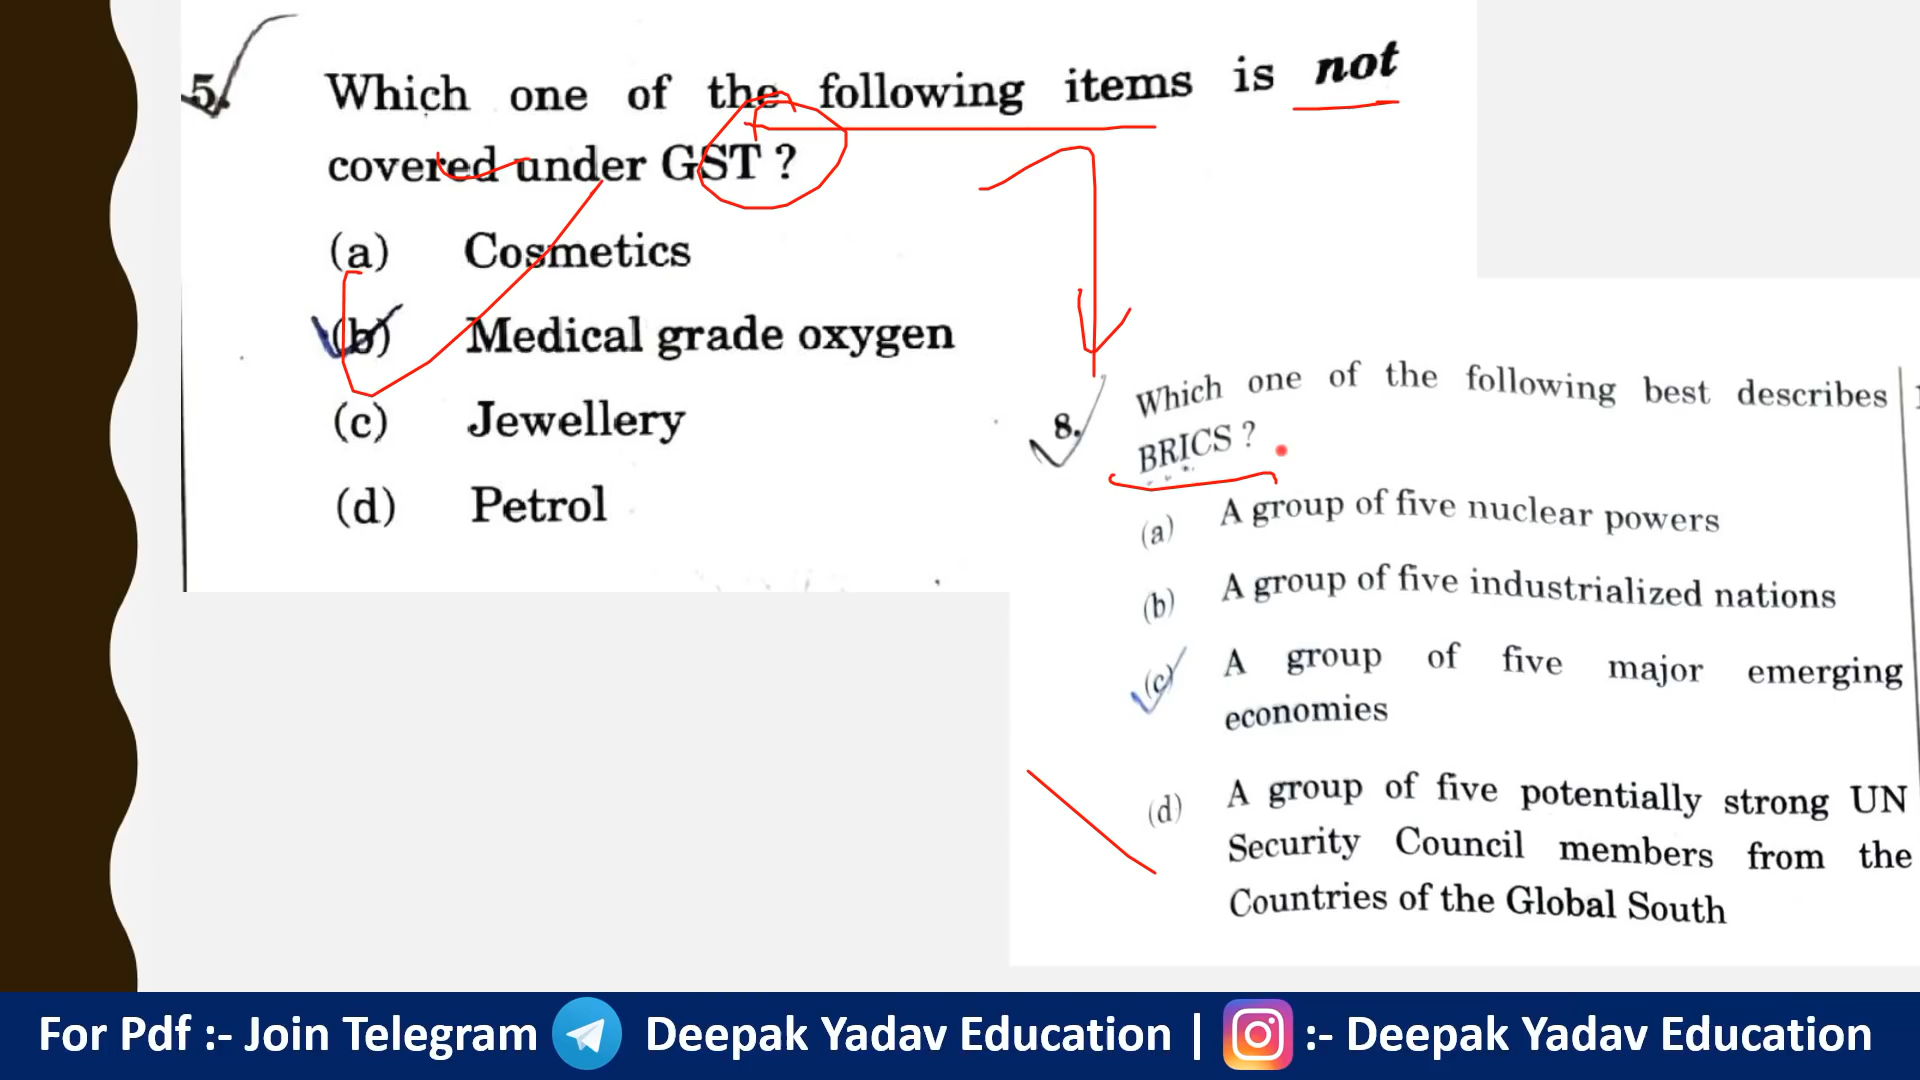 5. Which one of the following items is not
covered under GST ?
(a) Cosmetics
(b) Medical grade oxygen
(c) Jewellery
(d) Petrol
8. Which one of the following best describes
BRICS ?
(a) A group of five nuclear powers
(b) A group of five industrialized nations
(c) A group of five major emerging
economies
(d) A group of five potentially strong UN
Security Council members from the
Countries of the Global South
For Pdf :- Join Telegram Deepak Yadav Education | :- Deepak Yadav Education